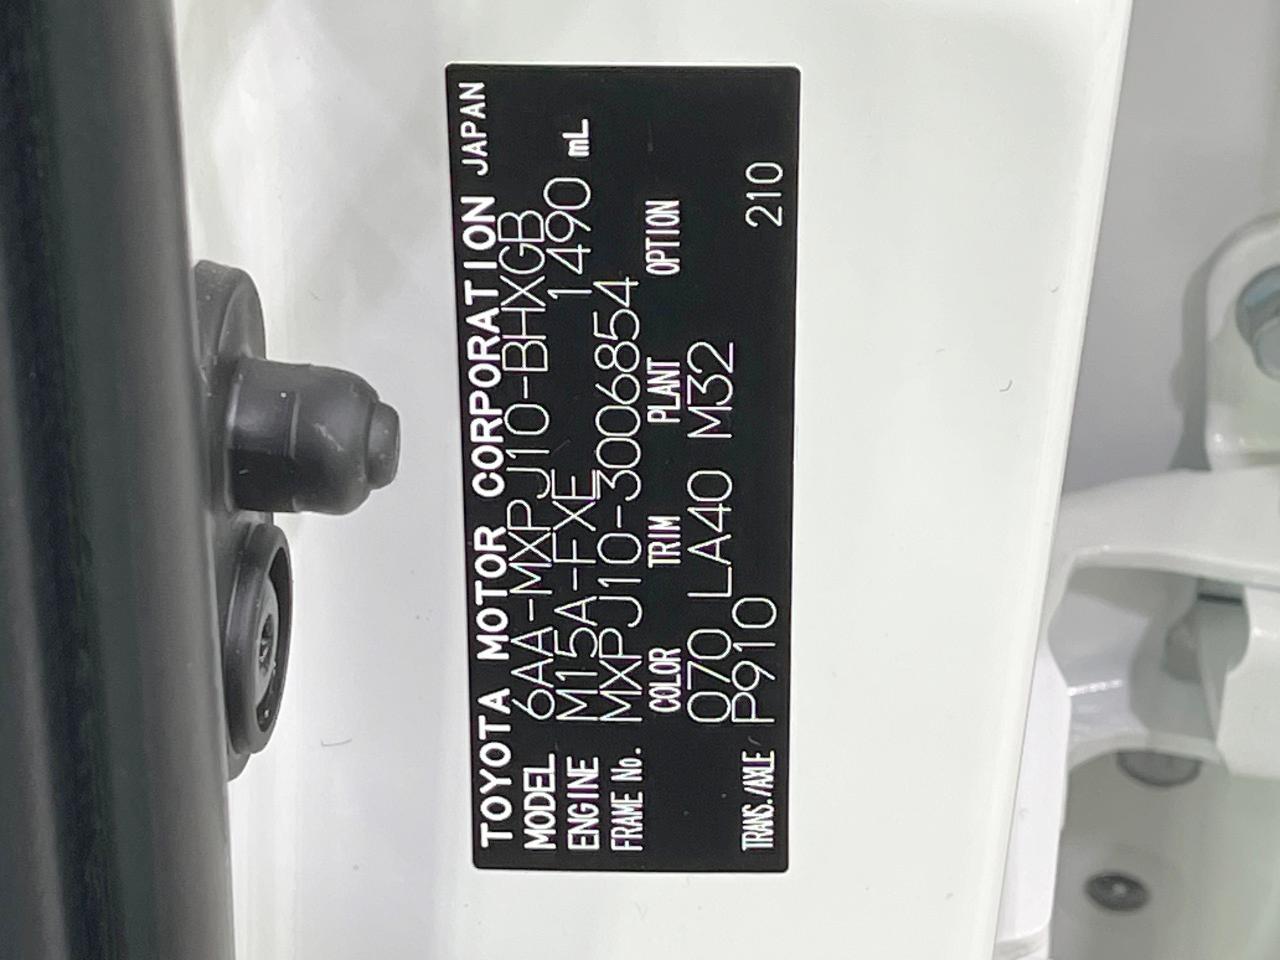 TOYOTA MOTOR CORPORATION JAPAN
MODEL 6AA-MXPJ10-BHXGB
ENGINE M15A-FXE 1490 mL
FRAME No. MXPJ10-3006854
COLOR TRIM PLANT OPTION
070 LA40 M32
TRANS./AXLE P910 210